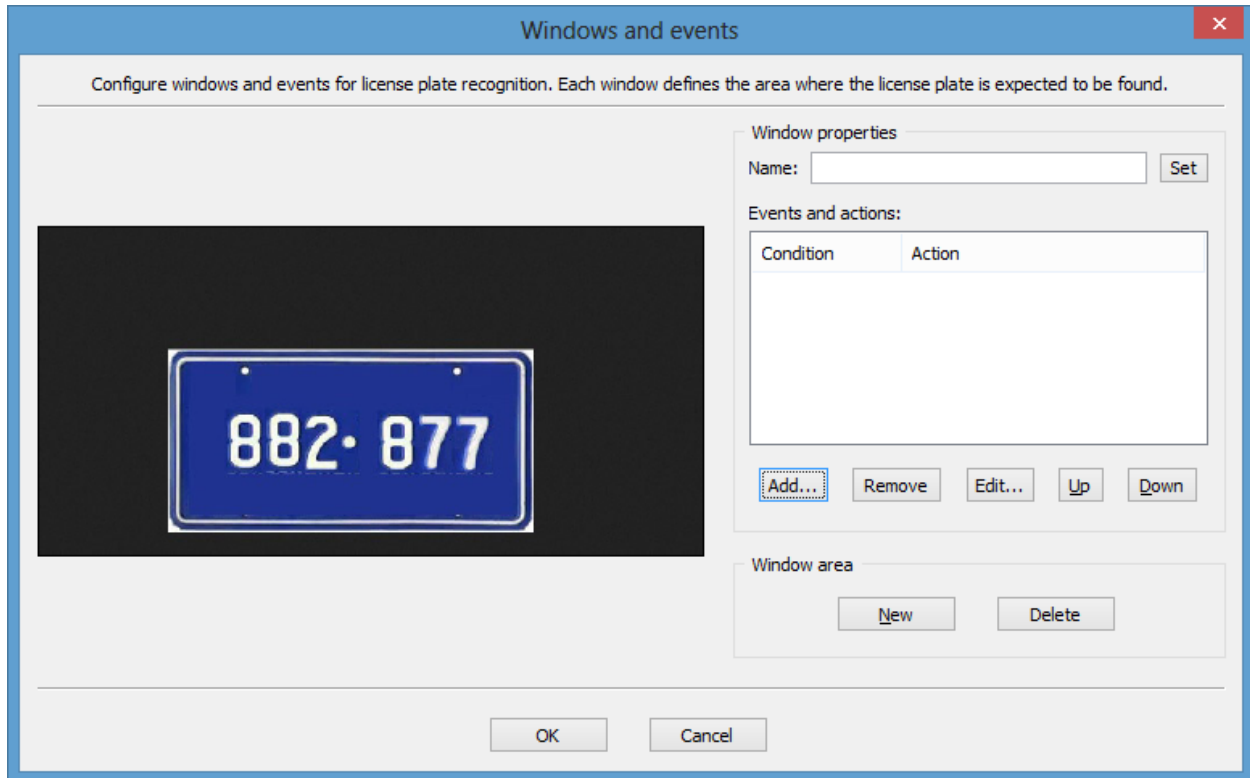 Windows and events
Configure windows and events for license plate recognition. Each window defines the area where the license plate is expected to be found.
882· 877
Window properties
Name:
Set
Events and actions:
Condition Action
Add... Remove Edit... Up Down
Window area
New Delete
OK Cancel